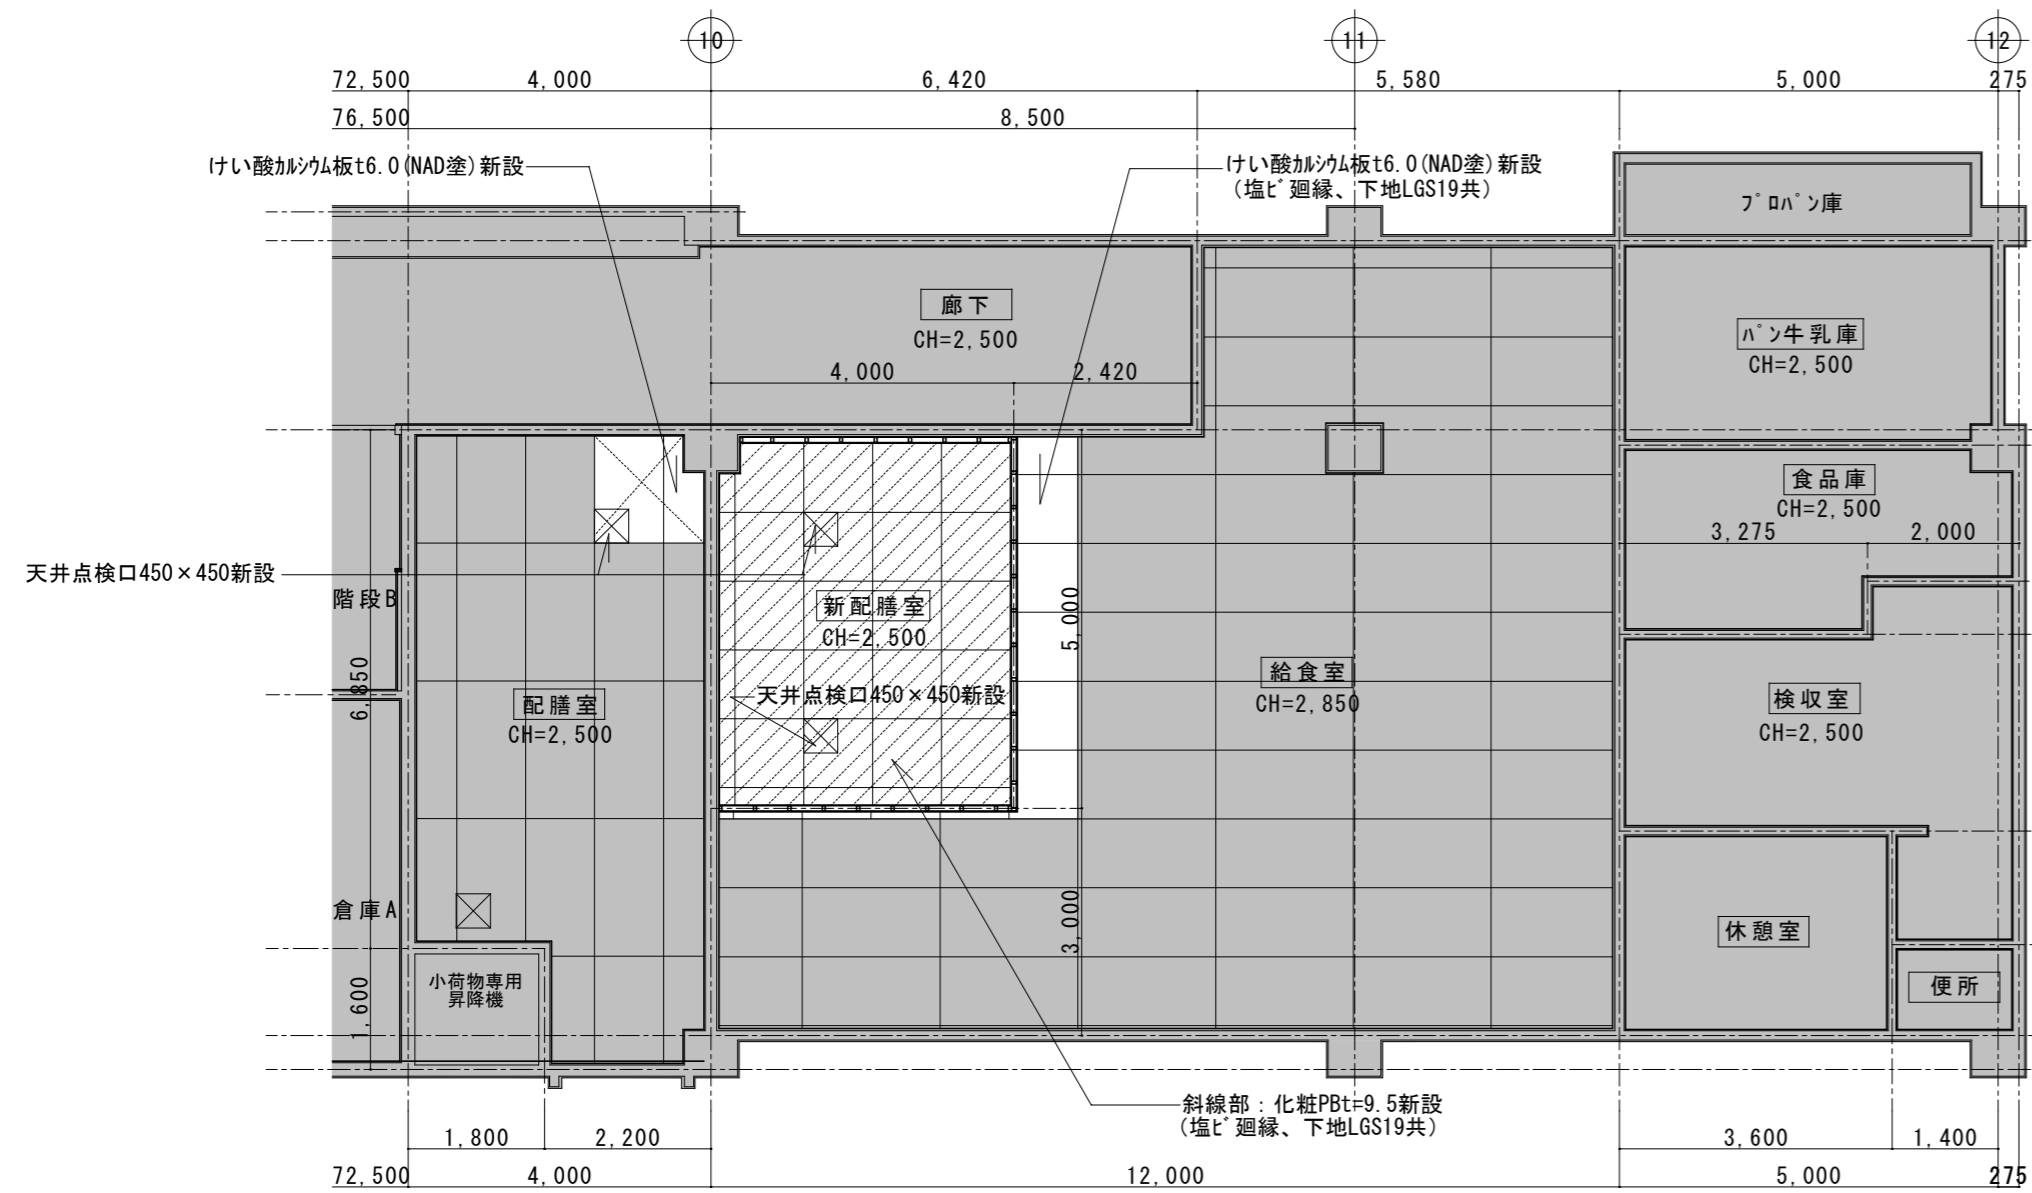 10
11
12
72,500
4,000
6,420
5,580
5,000
275
76,500
8,500
けい酸ｶﾙｼｳﾑ板t6.0(NAD塗)新設
けい酸ｶﾙｼｳﾑ板t6.0(NAD塗)新設
(塩ﾋﾞ廻縁、下地LGS19共)
ﾌﾟﾛﾊﾟﾝ庫
廊下
CH=2,500
ﾊﾟﾝ牛乳庫
CH=2,500
4,000
2,420
食品庫
CH=2,500
3,275
2,000
天井点検口450×450新設
階段B
新配膳室
CH=2,500
5,000
6,850
配膳室
CH=2,500
天井点検口450×450新設
給食室
CH=2,850
検収室
CH=2,500
倉庫A
3,000
休憩室
小荷物専用
昇降機
1,600
便所
斜線部：化粧PBt=9.5新設
(塩ﾋﾞ廻縁、下地LGS19共)
1,800
2,200
3,600
1,400
72,500
4,000
12,000
5,000
275